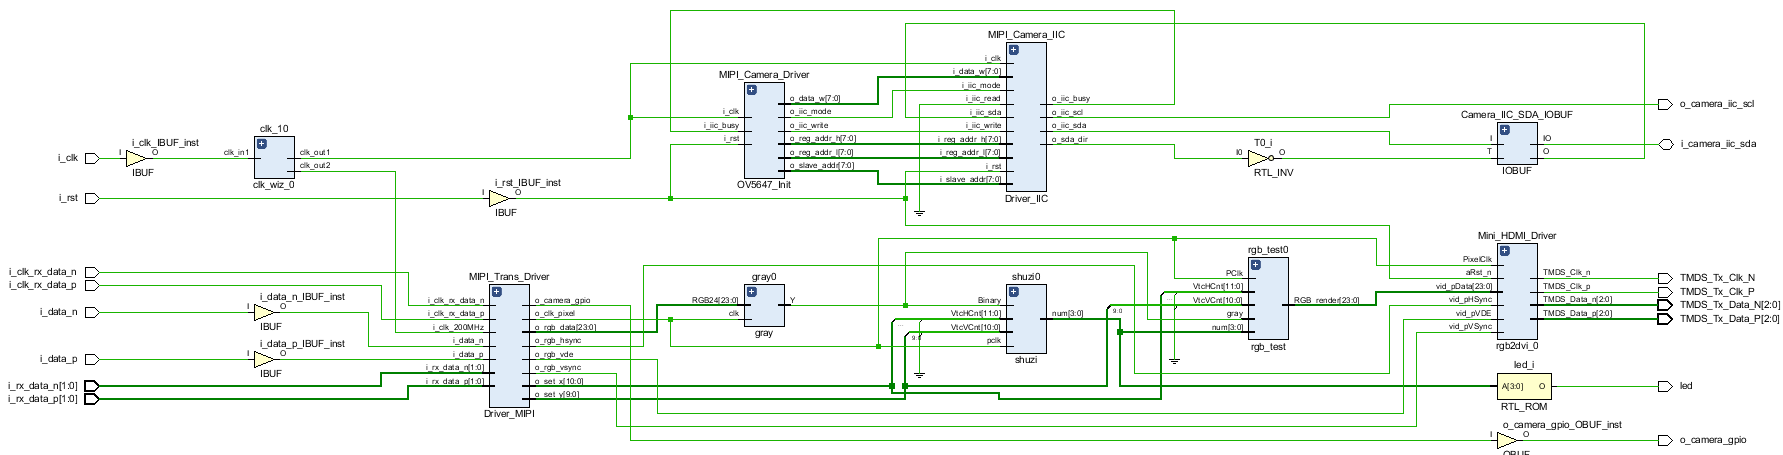 MIPI_Camera_IIC
i_clk
MIPI_Camera_Driver
i_data_w[7:0]
i_iic_mode
o_data_w[7:0]
i_iic_read
o_iic_busy
o_camera_iic_scl
i_clk
o_iic_mode
i_iic_sda
o_iic_scl
Camera_IIC_SDA_IOBUF
i_iic_busy
o_iic_write
i_iic_write
o_iic_sda
clk_10
i_rst
o_reg_addr_h[7:0]
i_reg_addr_h[7:0]
o_sda_dir
T0_i
I
IO
i_camera_iic_sda
i_clk_IBUF_inst
o_reg_addr_l[7:0]
i_reg_addr_l[7:0]
I0
O
T
O
i_clk
I
O
clk_in1
clk_out1
o_slave_addr[7:0]
i_rst
RTL_INV
IOBUF
IBUF
clk_out2
i_slave_addr[7:0]
clk_wiz_0
i_rst_IBUF_inst
OV5647_Init
Driver_IIC
i_rst
I
O
IBUF
Mini_HDMI_Driver
rgb_test0
PixelClk
i_clk_rx_data_n
MIPI_Trans_Driver
gray0
shuzi0
PClk
aRst_n
TMDS_Clk_n
TMDS_Tx_Clk_N
i_clk_rx_data_p
VtcHCnt[11:0]
vid_pData[23:0]
TMDS_Clk_p
TMDS_Tx_Clk_P
i_data_n_IBUF_inst
i_clk_rx_data_n
o_camera_gpio
RGB24[23:0]
Y
Binary
VtcVCnt[10:0]
RGB_render[23:0]
vid_pHSync
TMDS_Data_n[2:0]
TMDS_Tx_Data_N[2:0]
i_data_n
I
O
i_clk_rx_data_p
o_clk_pixel
clk
VtcHCnt[11:0]
num[3:0]
9:0
gray
vid_pVDE
TMDS_Data_p[2:0]
TMDS_Tx_Data_P[2:0]
IBUF
i_clk_200MHz
o_rgb_data[23:0]
gray
VtcVCnt[10:0]
num[3:0]
vid_pVSync
i_data_n
o_rgb_hsync
9:0
pclk
rgb_test
rgb2dvi_0
i_data_p_IBUF_inst
i_data_p
o_rgb_vde
shuzi
i_data_p
I
O
i_rx_data_n[1:0]
o_rgb_vsync
led_i
IBUF
i_rx_data_p[1:0]
o_set_x[10:0]
i_rx_data_n[1:0]
o_set_y[9:0]
A[3:0]
O
led
i_rx_data_p[1:0]
Driver_MIPI
RTL_ROM
o_camera_gpio_OBUF_inst
I
O
o_camera_gpio
OBUF